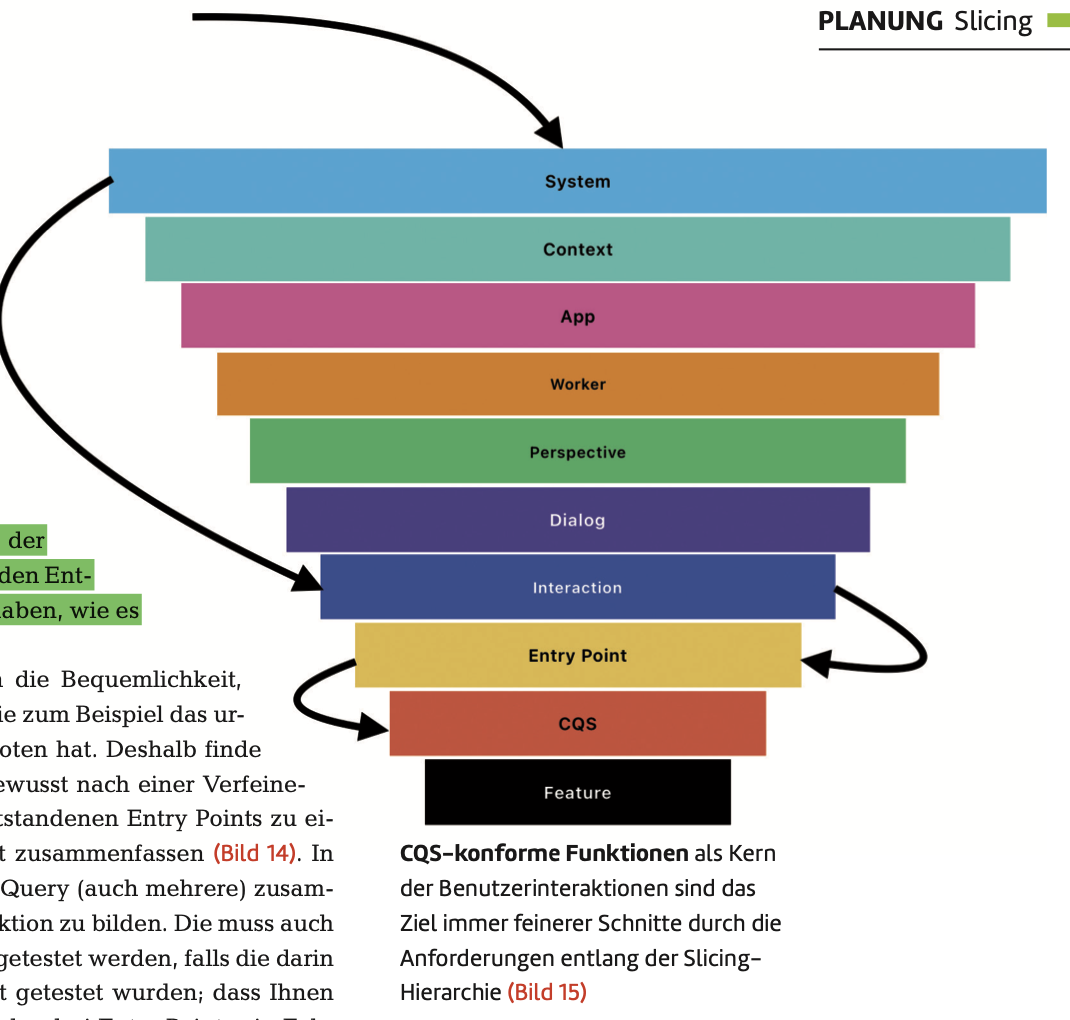 PLANUNG Slicing
System
Context
App
Worker
Perspective
Dialog
Interaction
Entry Point
CQS
Feature
der
den Ent-
aben, wie es
die Bequemlichkeit,
ie zum Beispiel das ur-
oten hat. Deshalb finde
ewusst nach einer Verfeine-
tstandenen Entry Points zu ei-
t zusammenfassen (Bild 14). In
Query (auch mehrere) zusam-
ktion zu bilden. Die muss auch
getestet werden, falls die darin
t getestet wurden; dass Ihnen
CQS-konforme Funktionen als Kern
der Benutzerinteraktionen sind das
Ziel immer feinerer Schnitte durch die
Anforderungen entlang der Slicing-
Hierarchie (Bild 15)